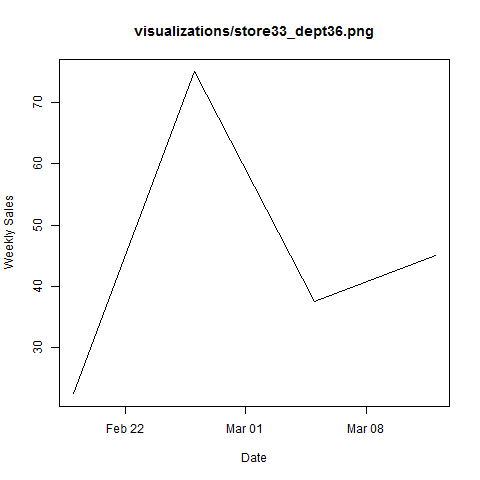 visualizations/store33_dept36.png
Weekly Sales
70
60
50
40
30
Feb 22
Mar 01
Mar 08
Date